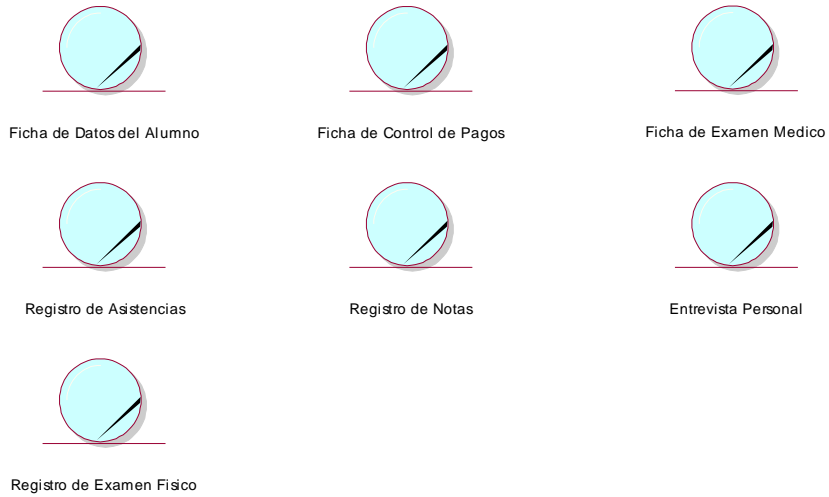 Ficha de Datos del Alumno
Ficha de Control de Pagos
Ficha de Examen Medico
Registro de Asistencias
Registro de Notas
Entrevista Personal
Registro de Examen Fisico